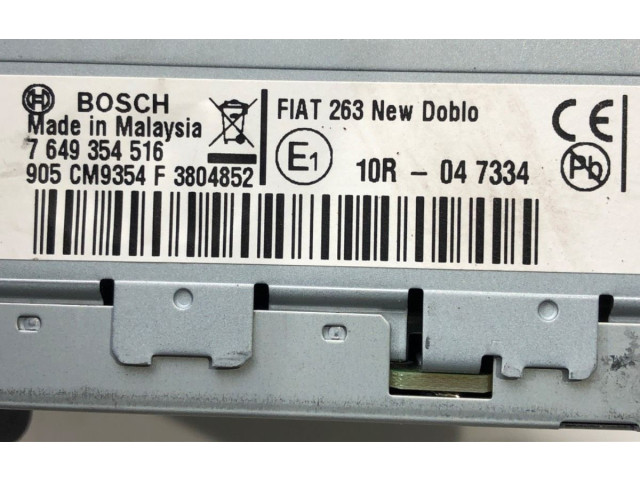 BOSCH
Made in Malaysia
7 649 354 516
905 CM9354 F 3804852
FIAT 263 New Doblo
E1
10R - 04 7334
CE
Pb